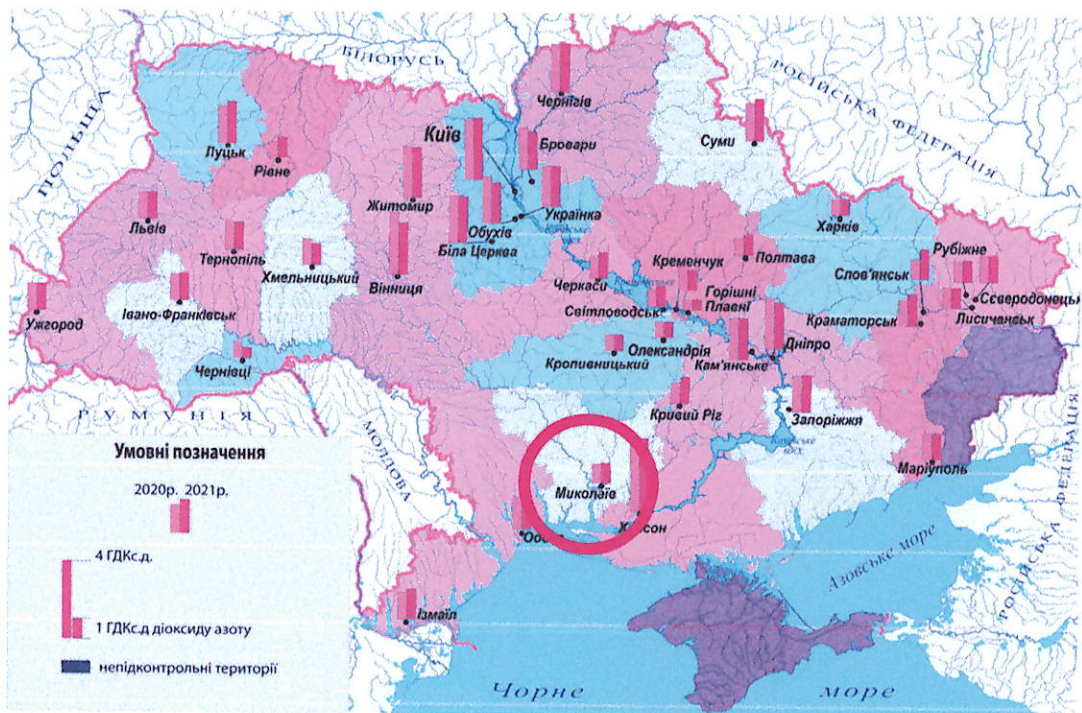 БІЛОРУСЬ
РОСІЙСЬКА ФЕДЕРАЦІЯ
ПОЛЬЩА
Чернігів
Київ
Бровари
Суми
Луцьк
Рівне
Житомир
Львів
Тернопіль
Хмельницький
Вінниця
Обухів
Українка
Біла Церква
Харків
Рубіжне
Полтава
Кременчук
Слов'янськ
Черкаси
Горішні
Плавні
Світловодськ
Сєверодонецьк
Лисичанськ
Краматорськ
Ужгород
Івано-Франківськ
Чернівці
Олександрія
Кропивницький
Дніпро
Кам'янське
Кривий Ріг
Запоріжжя
РУМУНІЯ
МОЛДОВА
Миколаїв
Маріуполь
РОСІЙСЬКА ФЕДЕРАЦІЯ
Азовське море
Ізмаїл
Чорне море
Умовні позначення
2020р. 2021р.
4 ГДКс.д.
1 ГДКс.д діоксиду азоту
непідконтрольні території